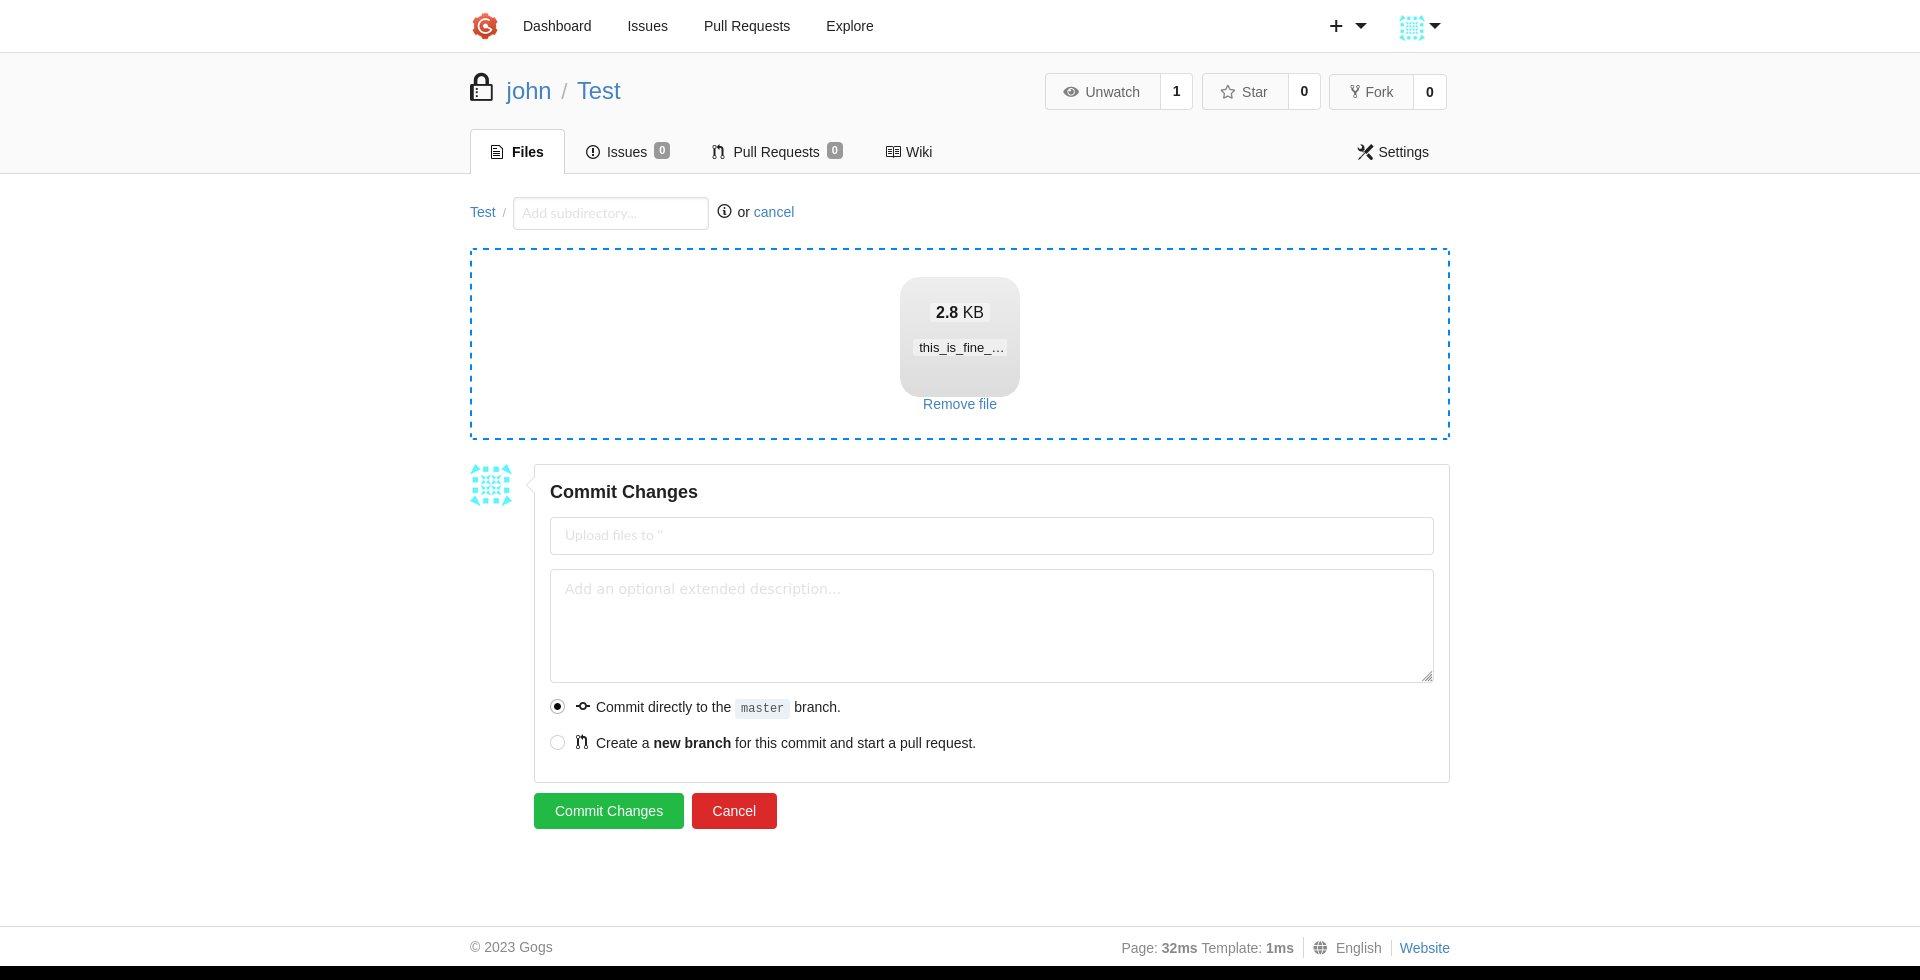 Dashboard Issues Pull Requests Explore
john / Test Unwatch 1 Star 0 Fork 0
Files Issues 0 Pull Requests 0 Wiki Settings
Test / Add subdirectory... or cancel
2.8 KB
this_is_fine_…
Remove file
Commit Changes
Upload files to ''
Add an optional extended description...
Commit directly to the master branch.
Create a new branch for this commit and start a pull request.
Commit Changes Cancel
© 2023 Gogs Page: 32ms Template: 1ms English Website